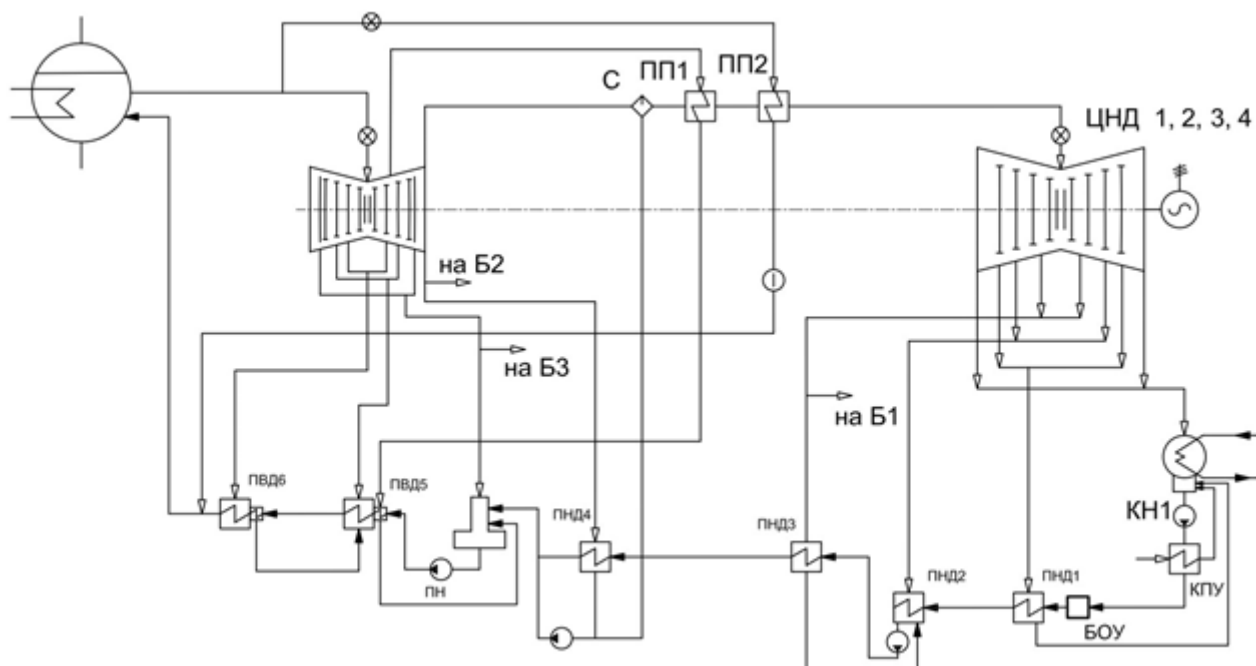 С
ПП1
ПП2
ЦНД 1, 2, 3, 4
на Б2
на Б3
на Б1
ПВД6
ПВД5
ПНД4
ПНД3
КН1
ПН
ПНД2
ПНД1
КПУ
БОУ